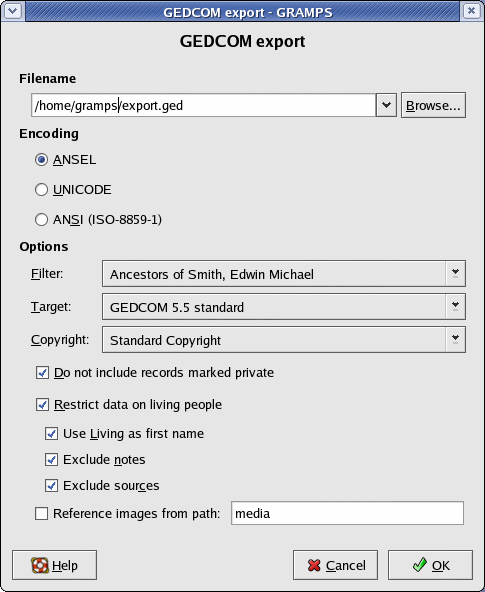 GEDCOM export - GRAMPS
GEDCOM export
Filename
/home/gramps/export.ged
Browse...
Encoding
ANSEL
UNICODE
ANSI (ISO-8859-1)
Options
Filter: Ancestors of Smith, Edwin Michael
Target: GEDCOM 5.5 standard
Copyright: Standard Copyright
Do not include records marked private
Restrict data on living people
Use Living as first name
Exclude notes
Exclude sources
Reference images from path: media
Help Cancel OK